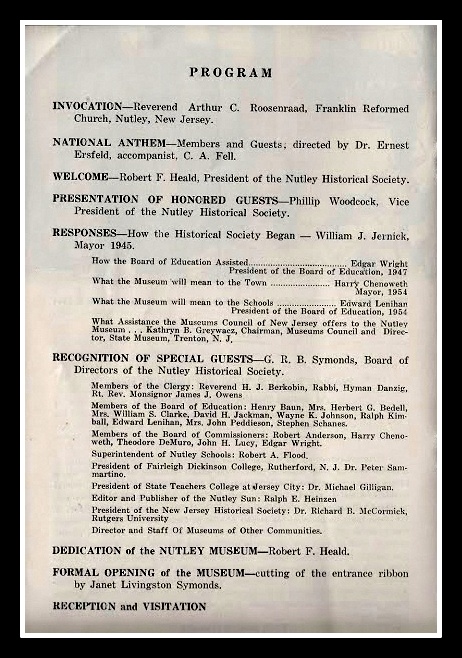 PROGRAM
INVOCATION—Reverend Arthur C. Roosenraad, Franklin Reformed
Church, Nutley, New Jersey.
NATIONAL ANTHEM—Members and Guests, directed by Dr. Ernest
Ersfeld, accompanist, C. A. Fell.
WELCOME—Robert F. Heald, President of the Nutley Historical Society.
PRESENTATION OF HONORED GUESTS—Phillip Woodcock, Vice
President of the Nutley Historical Society.
RESPONSES—How the Historical Society Began — William J. Jernick,
Mayor 1945.
How the Board of Education Assisted.......................... Edgar Wright
President of the Board of Education, 1947
What the Museum will mean to the Town ...................... Harry Chenoweth
Mayor, 1954
What the Museum will mean to the Schools ...................... Edward Lenihan
President of the Board of Education, 1954
What Assistance the Museums Council of New Jersey offers to the Nutley
Museum . . . Kathryn B. Greywacz, Chairman, Museums Council and Direc-
tor, State Museum, Trenton, N. J.
RECOGNITION OF SPECIAL GUESTS—G. R. B. Symonds, Board of
Directors of the Nutley Historical Society.
Members of the Clergy: Reverend H. J. Berkobin, Rabbi, Hyman Danzig,
Rt. Rev. Monsignor James J. Owens
Members of the Board of Education: Henry Baun, Mrs. Herbert G. Bedell,
Mrs. William S. Clarke, David H. Jackman, Wayne K. Johnson, Ralph Kim-
ball, Edward Lenihan, Mrs. John Peddieson, Stephen Schanes.
Members of the Board of Commissioners: Robert Anderson, Harry Cheno-
weth, Theodore DeMuro, John H. Lucy, Edgar Wright.
Superintendent of Nutley Schools: Robert A. Flood.
President of Fairleigh Dickinson College, Rutherford, N. J. Dr. Peter Sam-
martino.
President of State Teachers College at Jersey City: Dr. Michael Gilligan.
Editor and Publisher of the Nutley Sun: Ralph E. Heinzen
President of the New Jersey Historical Society: Dr. Richard B. McCormick,
Rutgers University
Director and Staff Of Museums of Other Communities.
DEDICATION of the NUTLEY MUSEUM—Robert F. Heald.
FORMAL OPENING of the MUSEUM—cutting of the entrance ribbon
by Janet Livingston Symonds.
RECEPTION and VISITATION